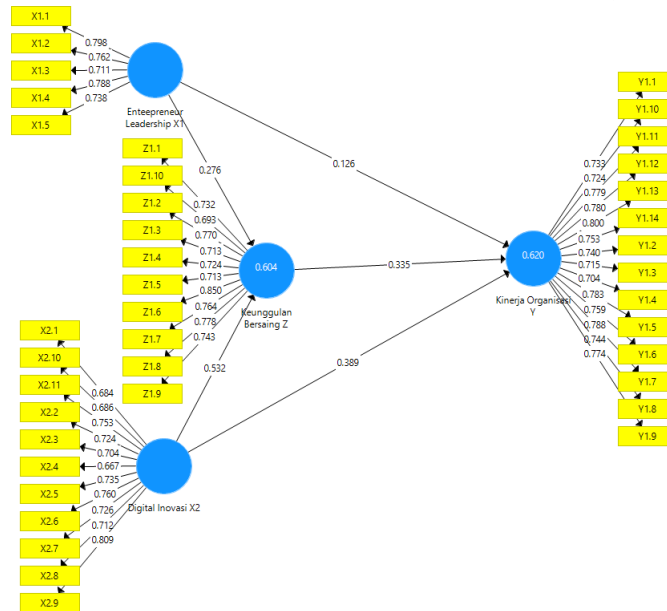 X1.1
X1.2
X1.3
X1.4
X1.5
0.798
0.762
0.711
0.788
0.738
Enteepreneur
Leadership X1
0.276
0.126
Z1.1
Z1.10
Z1.2
Z1.3
Z1.4
Z1.5
Z1.6
Z1.7
Z1.8
Z1.9
0.732
0.693
0.770
0.713
0.724
0.713
0.850
0.764
0.778
0.743
0.604
Keunggulan
Bersaing Z
0.335
0.532
0.389
X2.1
X2.10
X2.11
X2.2
X2.3
X2.4
X2.5
X2.6
X2.7
X2.8
X2.9
0.684
0.686
0.753
0.724
0.704
0.667
0.735
0.760
0.726
0.712
0.809
Digital Inovasi X2
0.620
Kinerja Organisasi
Y
0.733
0.724
0.779
0.780
0.800
0.753
0.740
0.715
0.704
0.783
0.759
0.788
0.744
0.774
Y1.1
Y1.10
Y1.11
Y1.12
Y1.13
Y1.14
Y1.2
Y1.3
Y1.4
Y1.5
Y1.6
Y1.7
Y1.8
Y1.9